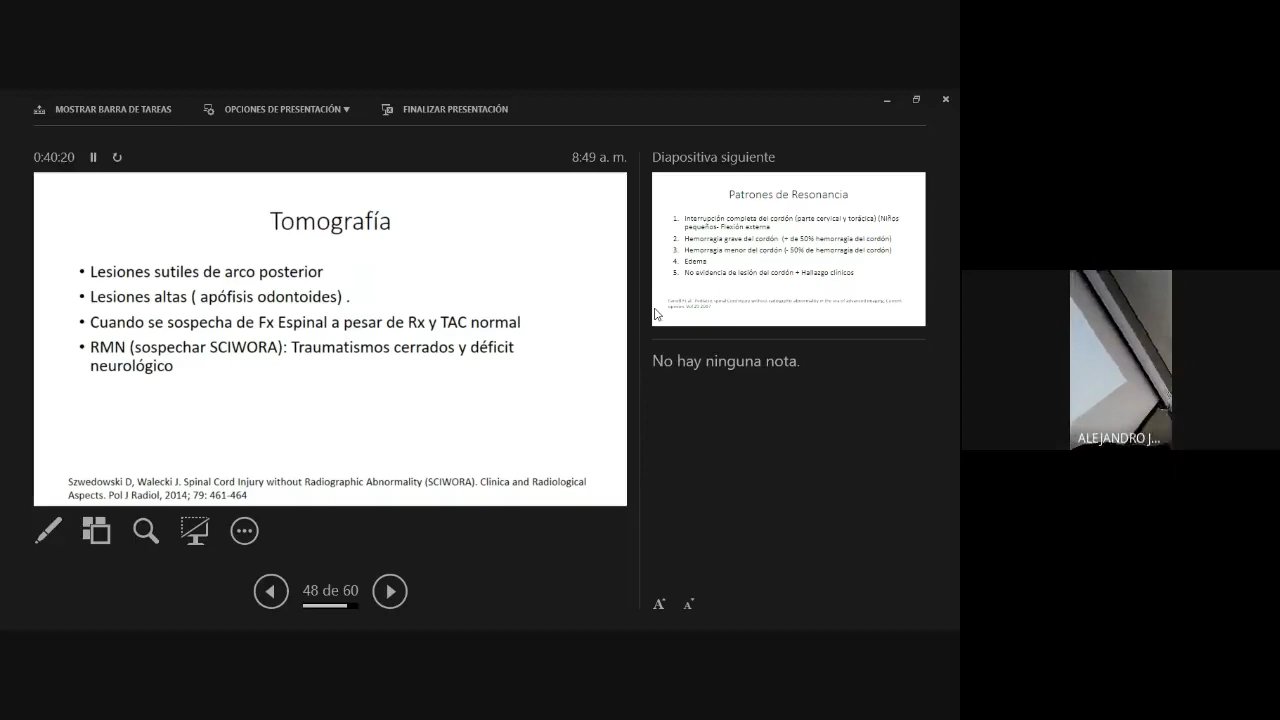 MOSTRAR BARRA DE TAREAS
OPCIONES DE PRESENTACIÓN ▼
FINALIZAR PRESENTACIÓN
0:40:20
8:49 a. m.
Tomografía
• Lesiones sutiles de arco posterior
• Lesiones altas ( apófisis odontoides) .
• Cuando se sospecha de Fx Espinal a pesar de Rx y TAC normal
• RMN (sospechar SCIWORA): Traumatismos cerrados y déficit
neurológico
Szwedowski D, Walecki J. Spinal Cord Injury without Radiographic Abnormality (SCIWORA). Clinica and Radiological
Aspects. Pol J Radiol, 2014; 79: 461-464
48 de 60
Diapositiva siguiente
Patrones de Resonancia
1. Interrupción completa del cordón (parte cervical y torácica) (Niños
pequeños- Flexión externa
2. Hemorragia grave del cordón (+ de 50% hemorragia del cordón)
3. Hemorragia menor del cordón (- 50% de hemorragia del cordón)
4. Edema
5. No evidencia de lesión del cordón + Hallazgo clínicos
No hay ninguna nota.
A A
ALEJANDRO J...